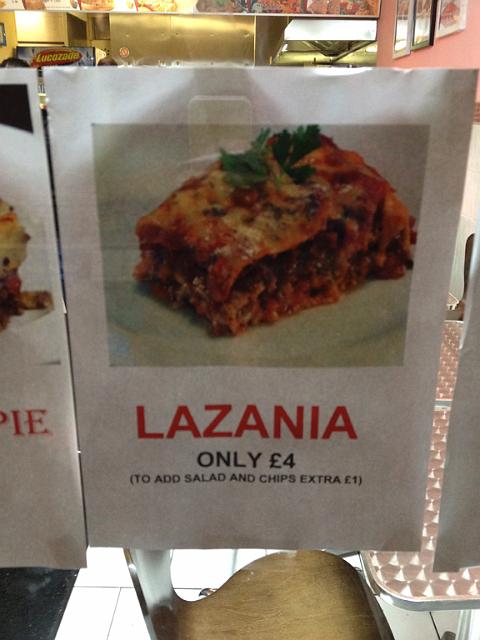 Lucozade
PIE
LAZANIA
ONLY £4
(TO ADD SALAD AND CHIPS EXTRA £1)